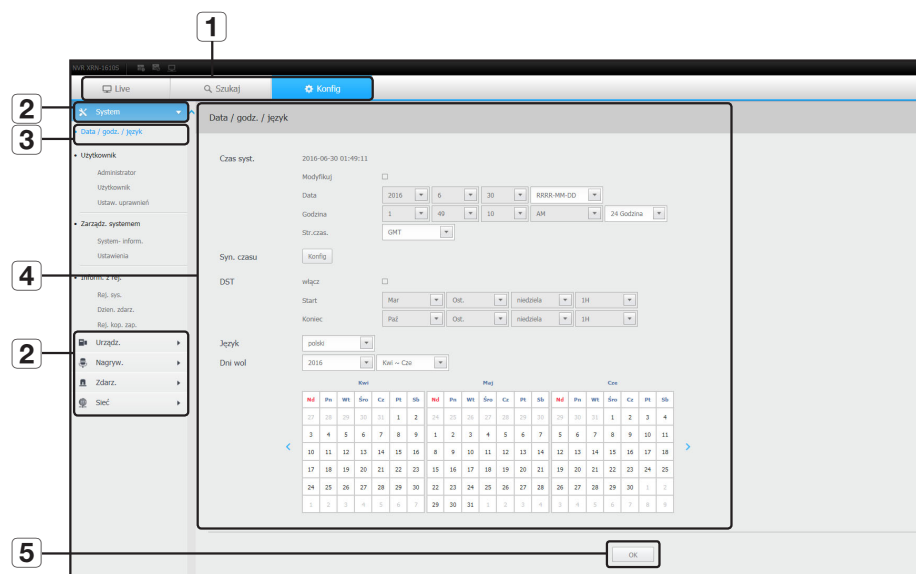 1
NVR XRN-1610S
Live Szukaj Konfig
2 System
Data / godz. / język
3 Data / godz. / język
Użytkownik
Administrator
Użytkownik
Ustaw. uprawnień
Zarządz. systemem
System- inform.
Ustawienia
Inform. z rej.
Rej. sys.
Dzien. zdarz.
Rej. kop. zap.
2 Urządz.
Nagryw.
Zdarz.
Sieć
4
Czas syst. 2016-06-30 01:49:11
Modyfikuj
Data 2016 6 30 RRRR-MM-DD
Godzina 1 49 10 AM 24 Godzina
Str.czas. GMT
Syn. czasu Konfig
DST włącz
Start Mar Ost. niedziela 1H
Koniec Paź Ost. niedziela 1H
Język polski
Dni wol 2016 Kwi ~ Cze
Kwi Maj Cze
Nd Pn Wt Śro Cz Pt Sb Nd Pn Wt Śro Cz Pt Sb Nd Pn Wt Śro Cz Pt Sb
27 28 29 30 31 1 2 24 25 26 27 28 29 30 29 30 31 1 2 3 4
3 4 5 6 7 8 9 1 2 3 4 5 6 7 5 6 7 8 9 10 11
10 11 12 13 14 15 16 8 9 10 11 12 13 14 12 13 14 15 16 17 18
17 18 19 20 21 22 23 15 16 17 18 19 20 21 19 20 21 22 23 24 25
24 25 26 27 28 29 30 22 23 24 25 26 27 28 26 27 28 29 30 1 2
1 2 3 4 5 6 7 29 30 31 1 2 3 4 3 4 5 6 7 8 9
5 OK